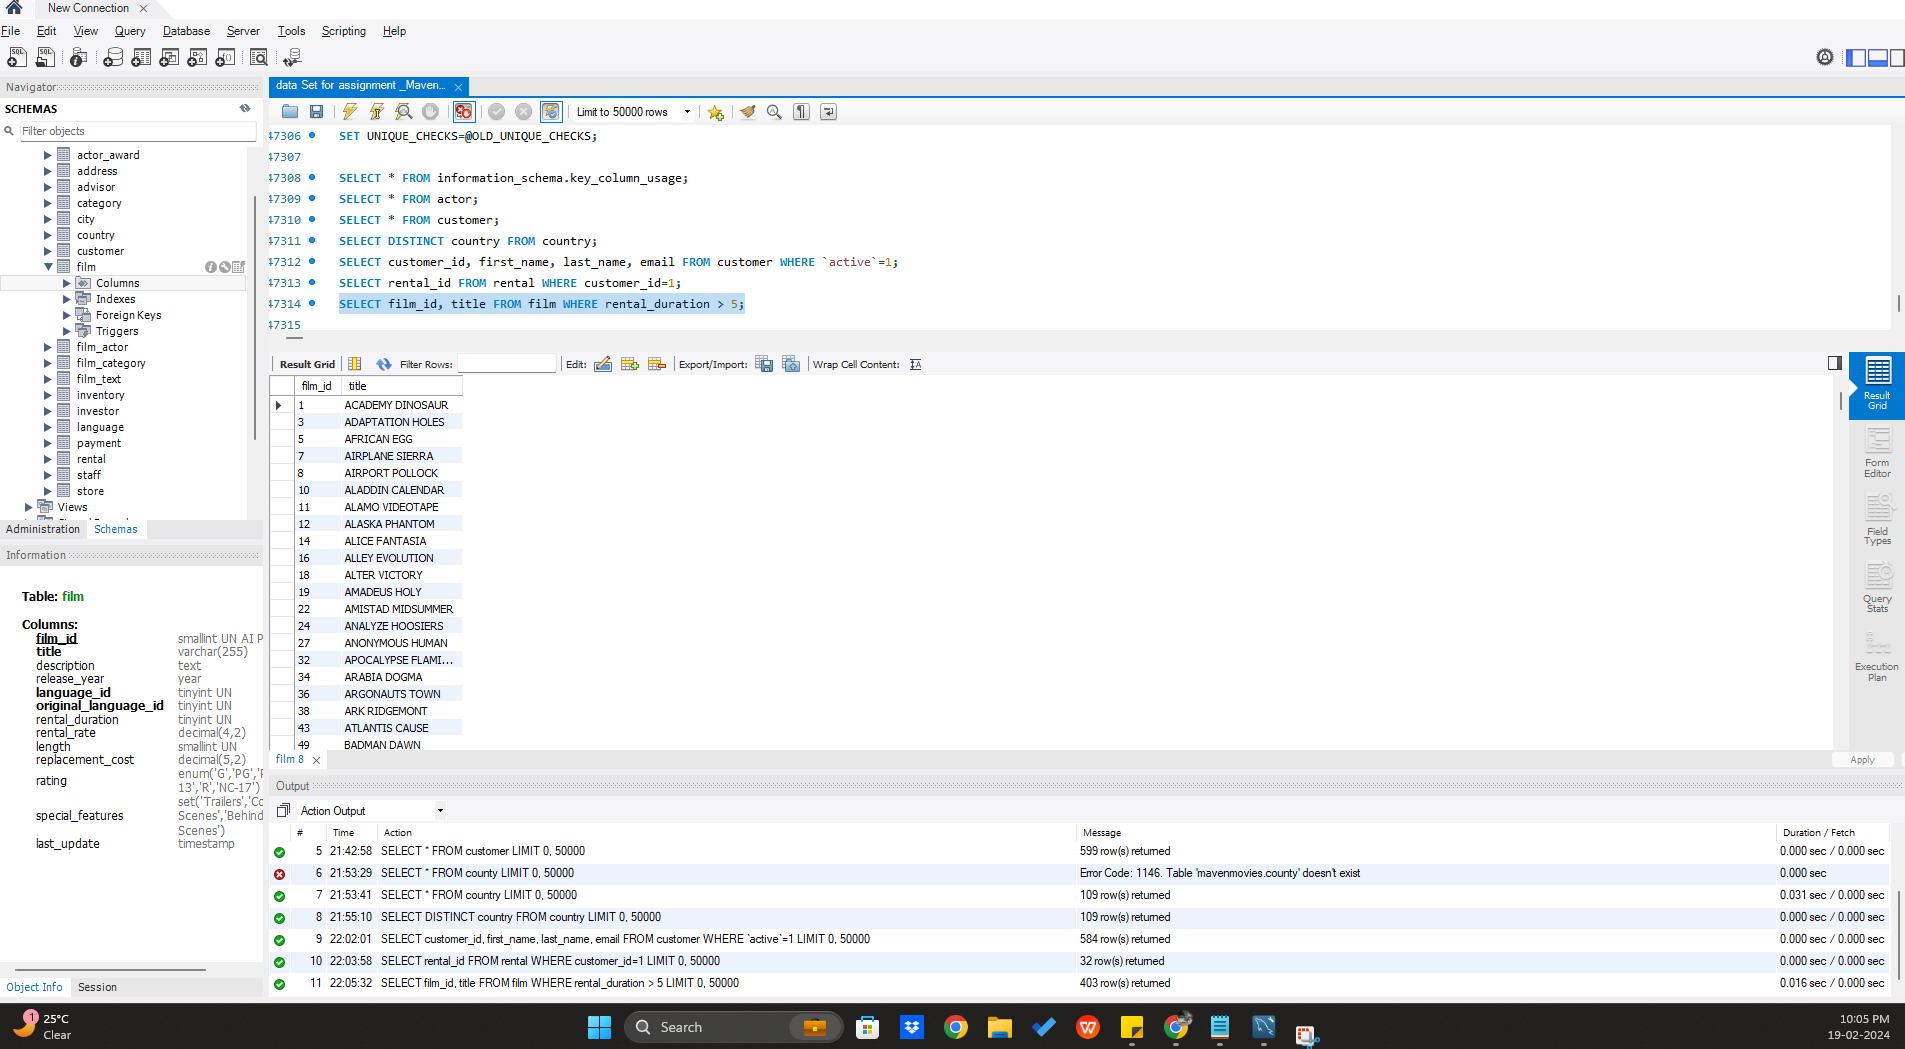 New Connection
File Edit View Query Database Server Tools Scripting Help
Navigator
SCHEMAS
Filter objects
actor_award
address
advisor
category
city
country
customer
film
Columns
Indexes
Foreign Keys
Triggers
film_actor
film_category
film_text
inventory
investor
language
payment
rental
staff
store
Views
Administration Schemas
Information
Table: film
Columns:
film_id smallint UN AI P
title varchar(255)
description text
release_year year
language_id tinyint UN
original_language_id tinyint UN
rental_duration tinyint UN
rental_rate decimal(4,2)
length smallint UN
replacement_cost decimal(5,2)
rating enum('G','PG','P
13','R','NC-17')
special_features set('Trailers','Co
Scenes','Behind
Scenes')
last_update timestamp
Object Info Session
data Set for assignment _Maven...
Limit to 50000 rows
47306 SET UNIQUE_CHECKS=@OLD_UNIQUE_CHECKS;
47307
47308 SELECT * FROM information_schema.key_column_usage;
47309 SELECT * FROM actor;
47310 SELECT * FROM customer;
47311 SELECT DISTINCT country FROM country;
47312 SELECT customer_id, first_name, last_name, email FROM customer WHERE `active`=1;
47313 SELECT rental_id FROM rental WHERE customer_id=1;
47314 SELECT film_id, title FROM film WHERE rental_duration > 5;
47315
Result Grid Filter Rows: Edit: Export/Import: Wrap Cell Content:
film_id title
1 ACADEMY DINOSAUR
3 ADAPTATION HOLES
5 AFRICAN EGG
7 AIRPLANE SIERRA
8 AIRPORT POLLOCK
10 ALADDIN CALENDAR
11 ALAMO VIDEOTAPE
12 ALASKA PHANTOM
14 ALICE FANTASIA
16 ALLEY EVOLUTION
18 ALTER VICTORY
19 AMADEUS HOLY
22 AMISTAD MIDSUMMER
24 ANALYZE HOOSIERS
27 ANONYMOUS HUMAN
32 APOCALYPSE FLAMI...
34 ARABIA DOGMA
36 ARGONAUTS TOWN
38 ARK RIDGEMONT
43 ATLANTIS CAUSE
49 BADMAN DAWN
film 8
Apply
Result
Grid
Form
Editor
Field
Types
Query
Stats
Execution
Plan
Output
Action Output
# Time Action Message Duration / Fetch
5 21:42:58 SELECT * FROM customer LIMIT 0, 50000 599 row(s) returned 0.000 sec / 0.000 sec
6 21:53:29 SELECT * FROM county LIMIT 0, 50000 Error Code: 1146. Table 'mavenmovies.county' doesn't exist 0.000 sec
7 21:53:41 SELECT * FROM country LIMIT 0, 50000 109 row(s) returned 0.031 sec / 0.000 sec
8 21:55:10 SELECT DISTINCT country FROM country LIMIT 0, 50000 109 row(s) returned 0.000 sec / 0.000 sec
9 22:02:01 SELECT customer_id, first_name, last_name, email FROM customer WHERE `active`=1 LIMIT 0, 50000 584 row(s) returned 0.000 sec / 0.000 sec
10 22:03:58 SELECT rental_id FROM rental WHERE customer_id=1 LIMIT 0, 50000 32 row(s) returned 0.000 sec / 0.000 sec
11 22:05:32 SELECT film_id, title FROM film WHERE rental_duration > 5 LIMIT 0, 50000 403 row(s) returned 0.016 sec / 0.000 sec
1
25°C
Clear
Search
10:05 PM
19-02-2024